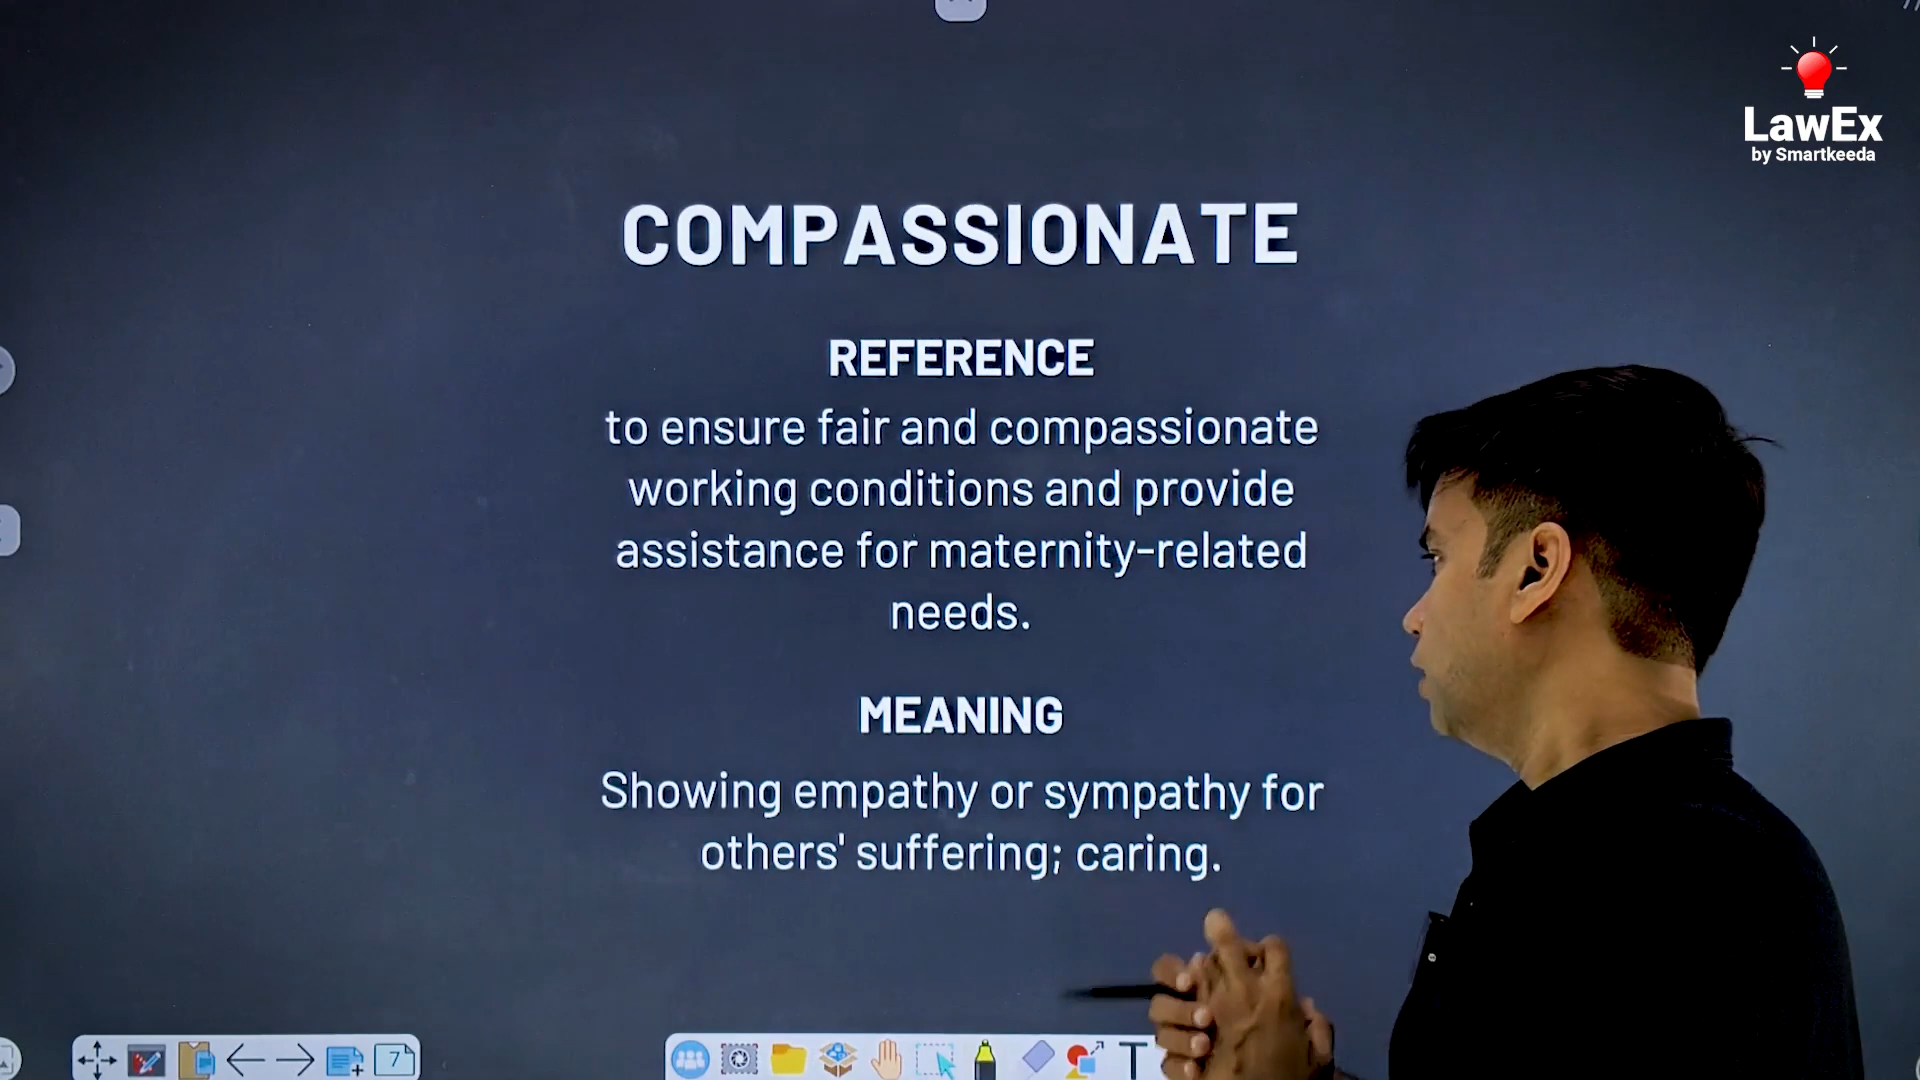 LawEx
by Smartkeeda
COMPASSIONATE
REFERENCE
to ensure fair and compassionate
working conditions and provide
assistance for maternity-related
needs.
MEANING
Showing empathy or sympathy for
others' suffering; caring.
7
T